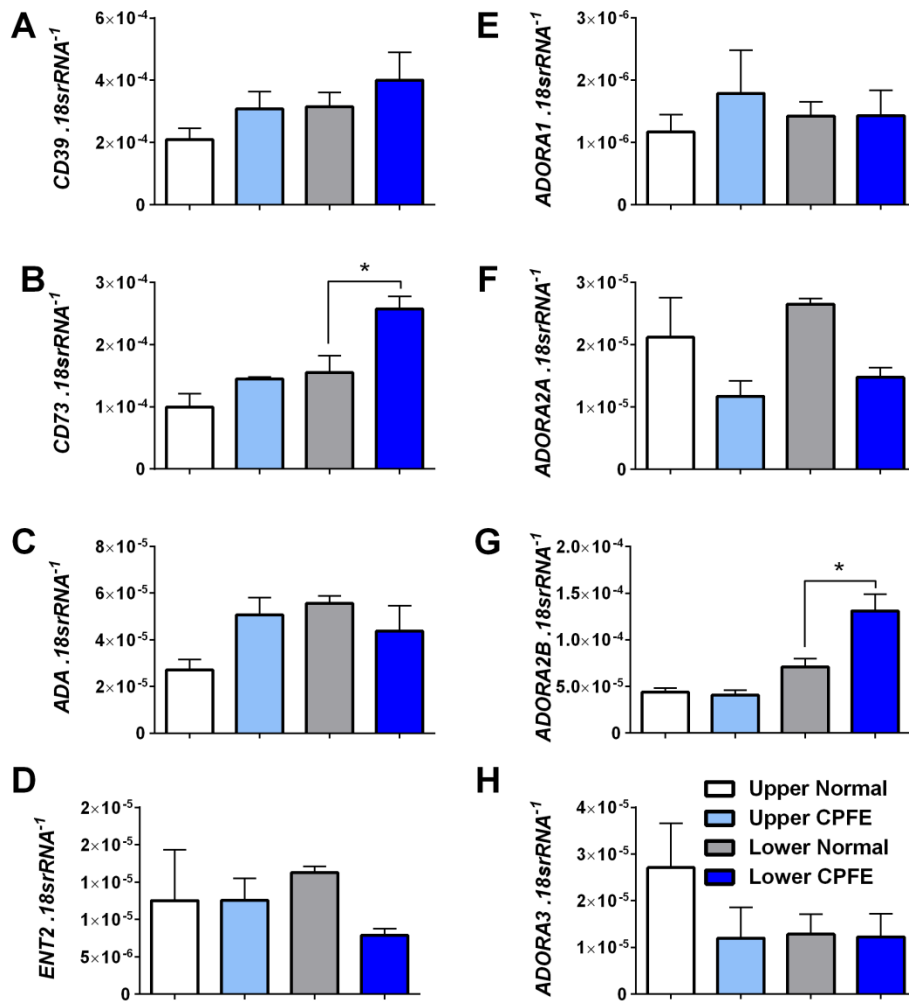 A
CD39 .18srRNA⁻¹
6×10⁻⁴
4×10⁻⁴
2×10⁻⁴
0
E
ADORA1 .18srRNA⁻¹
3×10⁻⁶
2×10⁻⁶
1×10⁻⁶
0
B
CD73 .18srRNA⁻¹
3×10⁻⁴
2×10⁻⁴
1×10⁻⁴
0
*
F
ADORA2A .18srRNA⁻¹
3×10⁻⁵
2×10⁻⁵
1×10⁻⁵
0
C
ADA .18srRNA⁻¹
8×10⁻⁵
6×10⁻⁵
4×10⁻⁵
2×10⁻⁵
0
G
ADORA2B .18srRNA⁻¹
2.0×10⁻⁴
1.5×10⁻⁴
1.0×10⁻⁴
5.0×10⁻⁵
0
*
D
ENT2 .18srRNA⁻¹
2×10⁻⁵
2×10⁻⁵
1×10⁻⁵
1×10⁻⁵
5×10⁻⁶
0
H
ADORA3 .18srRNA⁻¹
4×10⁻⁵
3×10⁻⁵
2×10⁻⁵
1×10⁻⁵
0
Upper Normal
Upper CPFE
Lower Normal
Lower CPFE